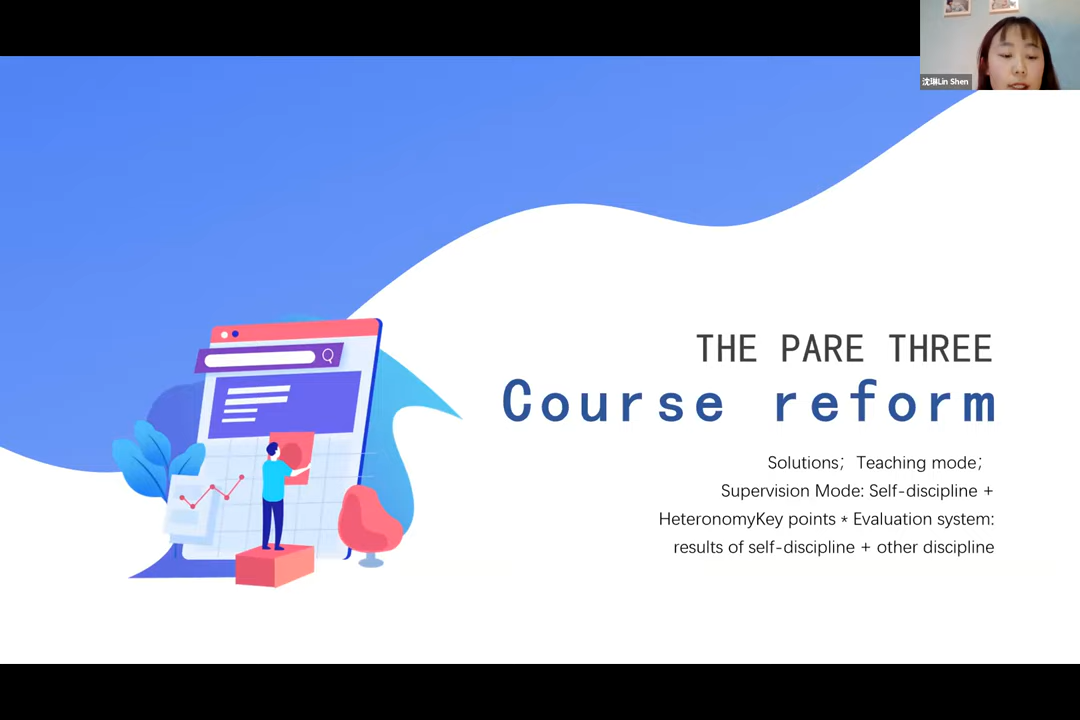 沈琳Lin Shen
THE PARE THREE
Course reform
Solutions；Teaching mode；
Supervision Mode: Self-discipline +
HeteronomyKey points * Evaluation system:
results of self-discipline + other discipline